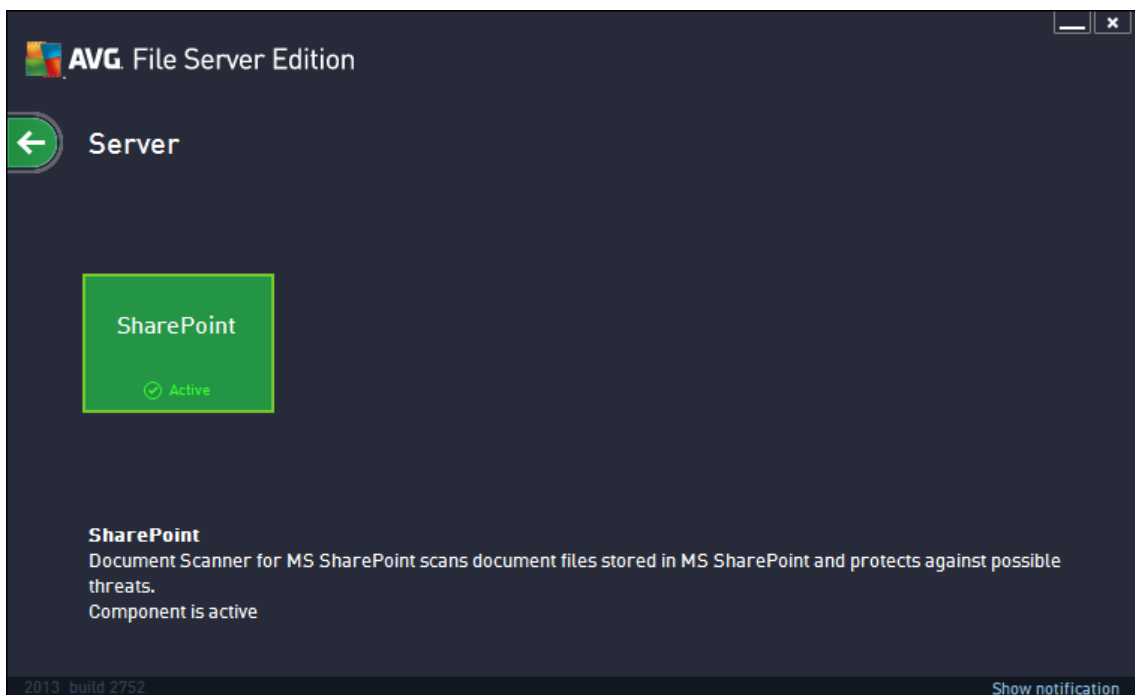 AVG. File Server Edition
Server
SharePoint
Active
SharePoint
Document Scanner for MS SharePoint scans document files stored in MS SharePoint and protects against possible
threats.
Component is active
2013 build 2752
Show notification